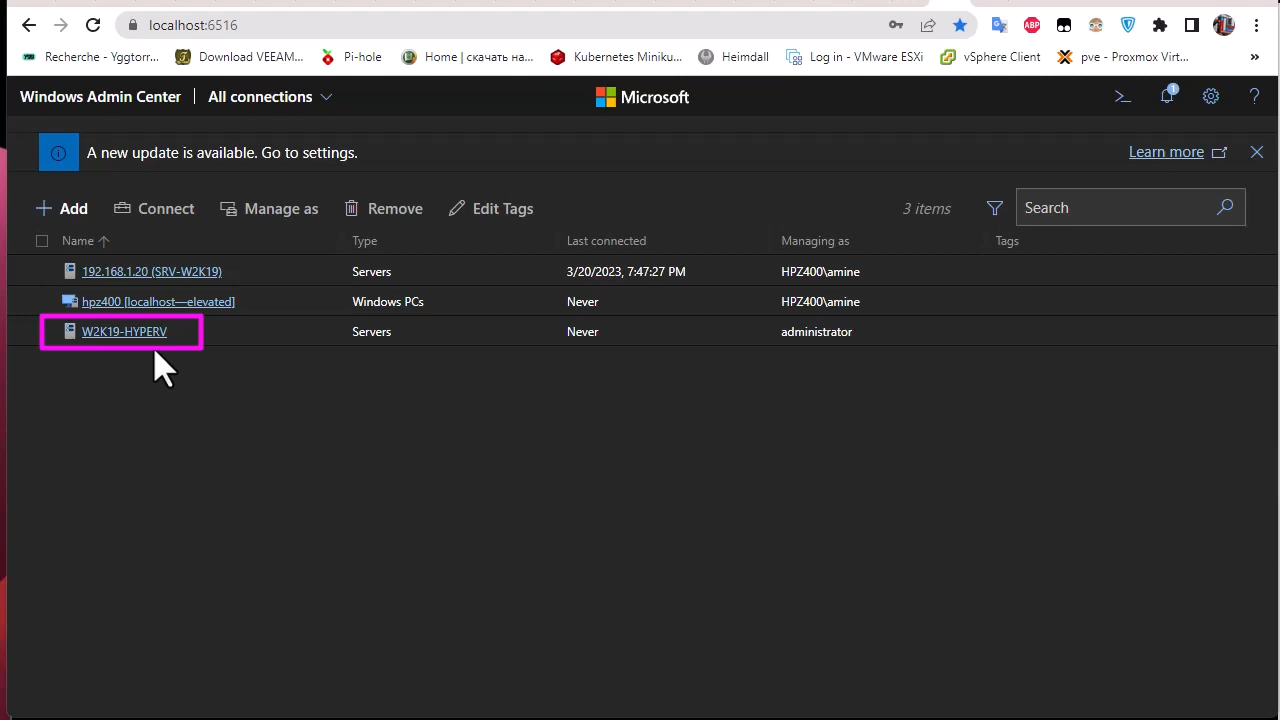 localhost:6516
Recherche - Yggtorr... Download VEEAM... Pi-hole Home | скачать на... Kubernetes Miniku... Heimdall Log in - VMware ESXi vSphere Client pve - Proxmox Virt... »
Windows Admin Center All connections Microsoft 1
A new update is available. Go to settings. Learn more
Add Connect Manage as Remove Edit Tags 3 items Search
Name Type Last connected Managing as Tags
192.168.1.20 (SRV-W2K19) Servers 3/20/2023, 7:47:27 PM HPZ400\amine
hpz400 [localhost—elevated] Windows PCs Never HPZ400\amine
W2K19-HYPERV Servers Never administrator